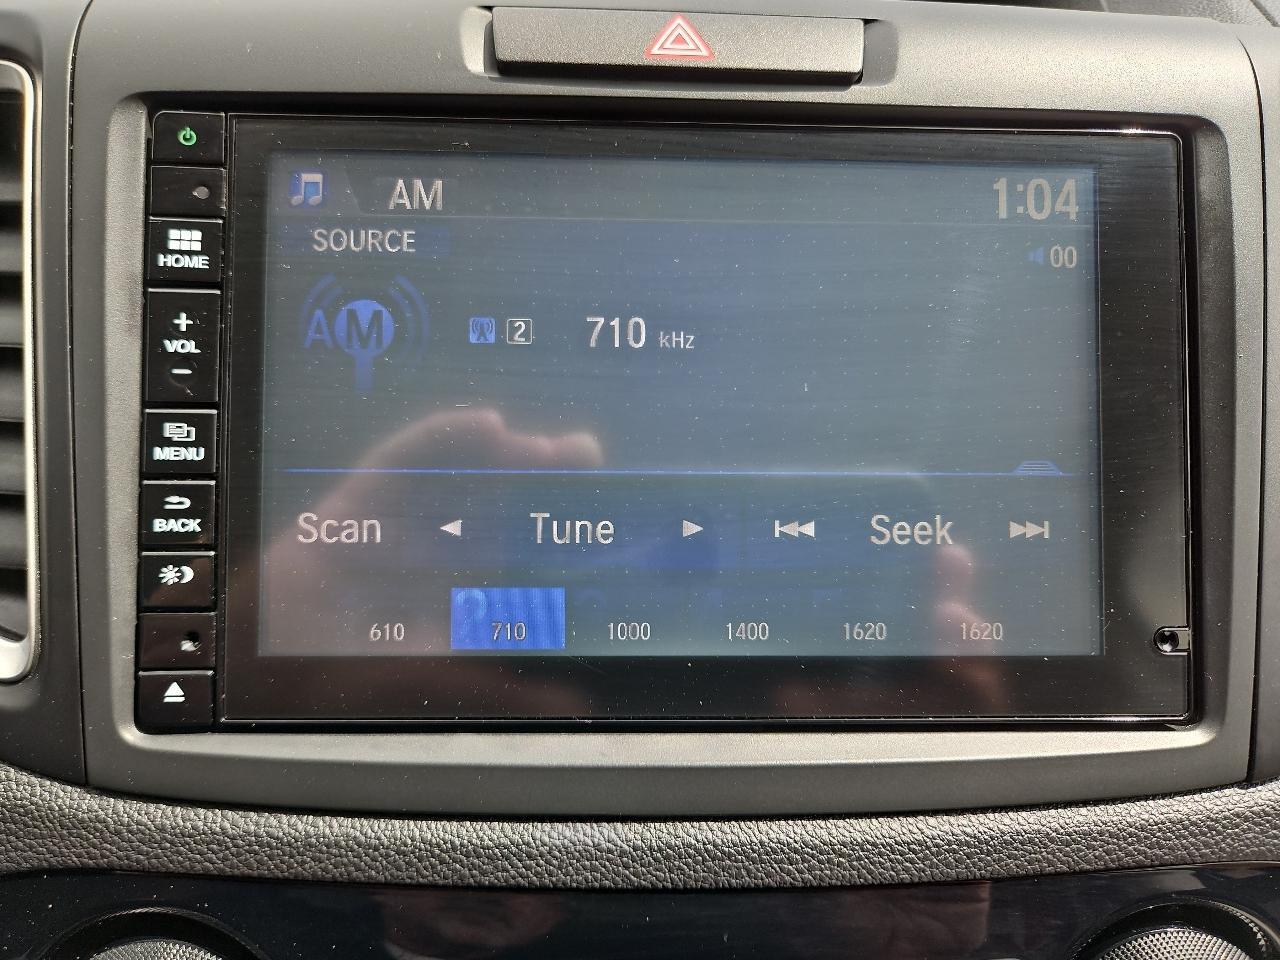 AM
1:04
SOURCE
00
HOME
AM
2 710 kHz
+
VOL
-
MENU
BACK
Scan Tune Seek
610 710 1000 1400 1620 1620